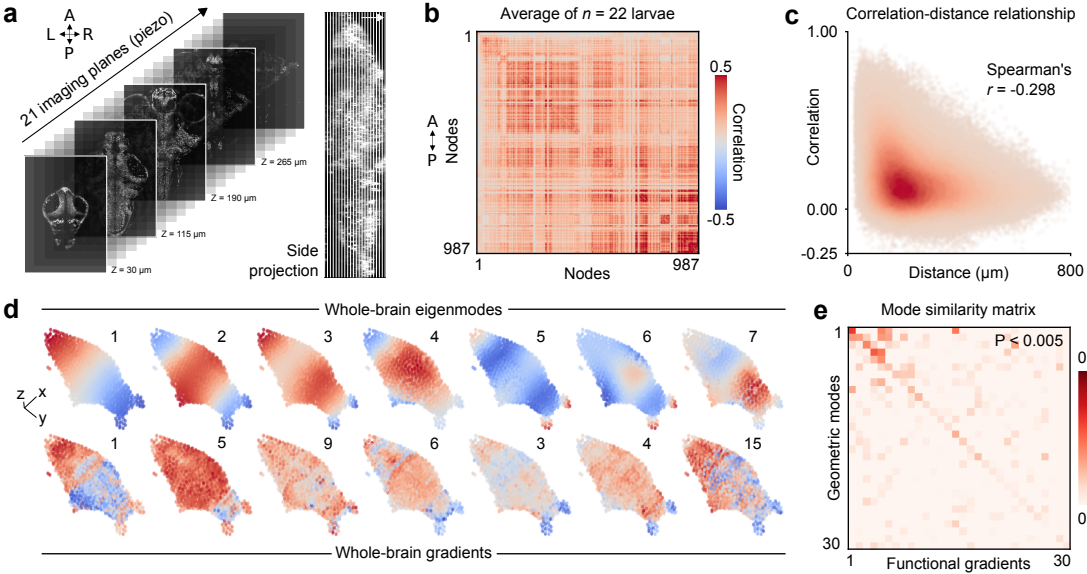 a
A
L R
P
21 imaging planes (piezo)
Z = 30 µm
Z = 115 µm
Z = 190 µm
Z = 265 µm
Side
projection
b
Average of n = 22 larvae
1
Nodes
A
P
987
1
Nodes
987
0.5
Correlation
-0.5
c
Correlation-distance relationship
1.00
Correlation
0.00
-0.25
Spearman's
r = -0.298
0
Distance (µm)
800
d
Whole-brain eigenmodes
1 2 3 4 5 6 7
z x
y
1 5 9 6 3 4 15
Whole-brain gradients
e
Mode similarity matrix
1
P < 0.005
Geometric modes
30
1
Functional gradients
30
0
0